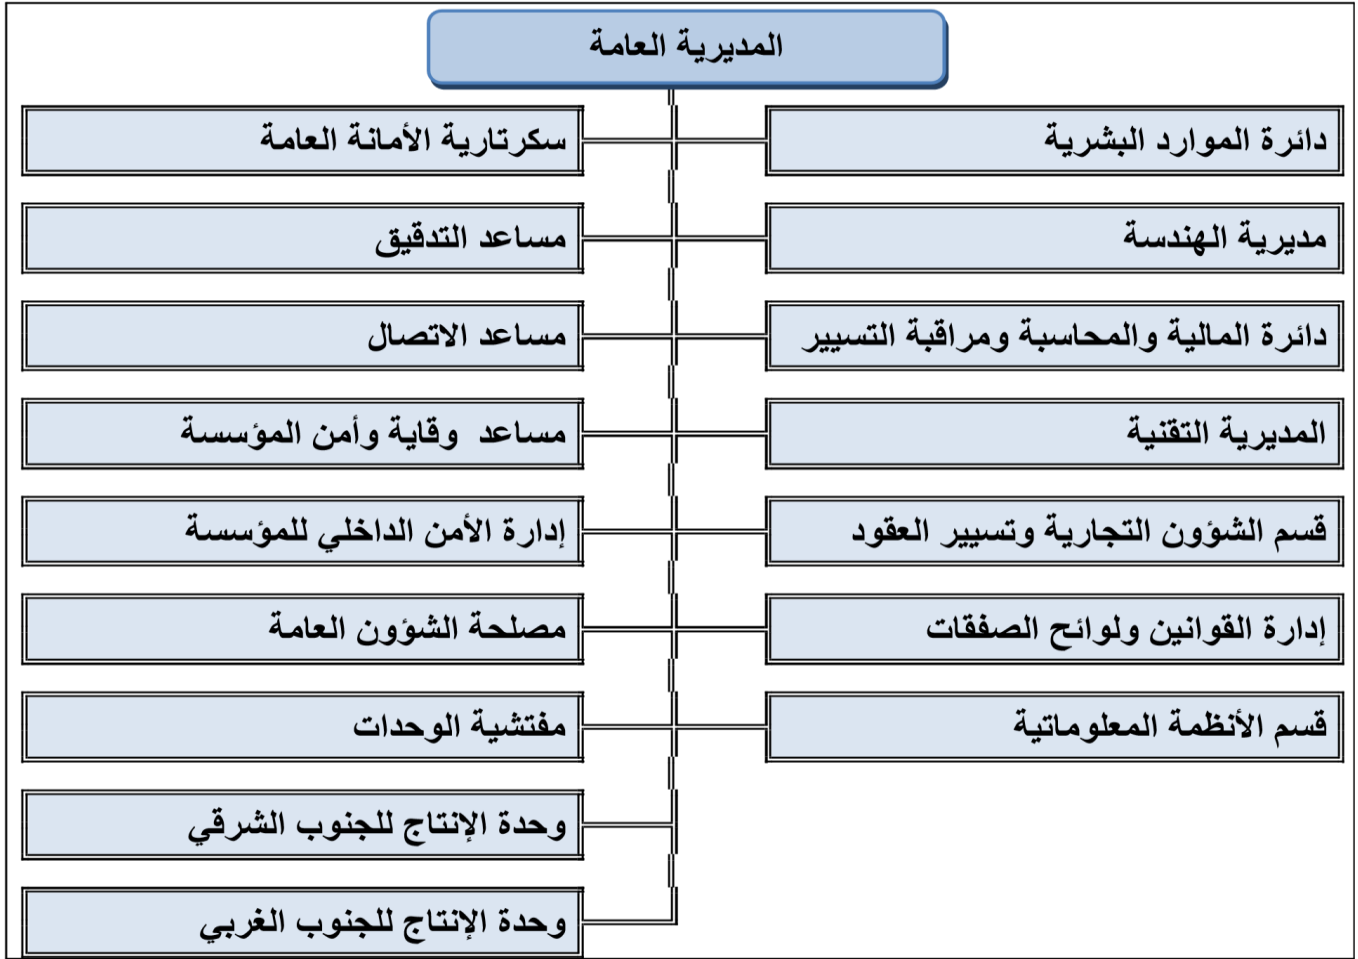 المديرية العامة
دائرة الموارد البشرية
سكرتارية الأمانة العامة
مديرية الهندسة
مساعد التدقيق
دائرة المالية والمحاسبة ومراقبة التسيير
مساعد الاتصال
المديرية التقنية
مساعد وقاية وأمن المؤسسة
قسم الشؤون التجارية وتسيير العقود
إدارة الأمن الداخلي للمؤسسة
إدارة القوانين ولوائح الصفقات
مصلحة الشؤون العامة
قسم الأنظمة المعلوماتية
مفتشية الوحدات
وحدة الإنتاج للجنوب الشرقي
وحدة الإنتاج للجنوب الغربي